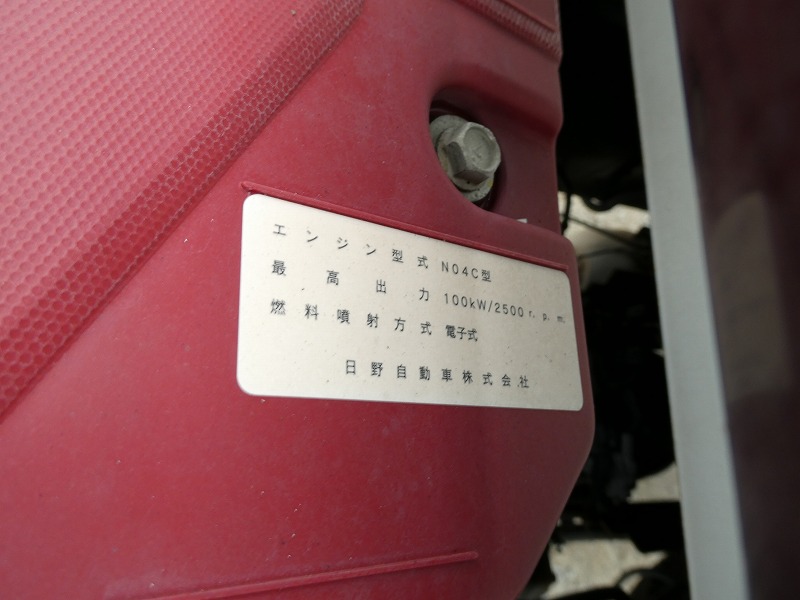 エンジン型式 N04C型
最高出力 100kW/2500r.p.m.
燃料噴射方式 電子式
日野自動車株式会社